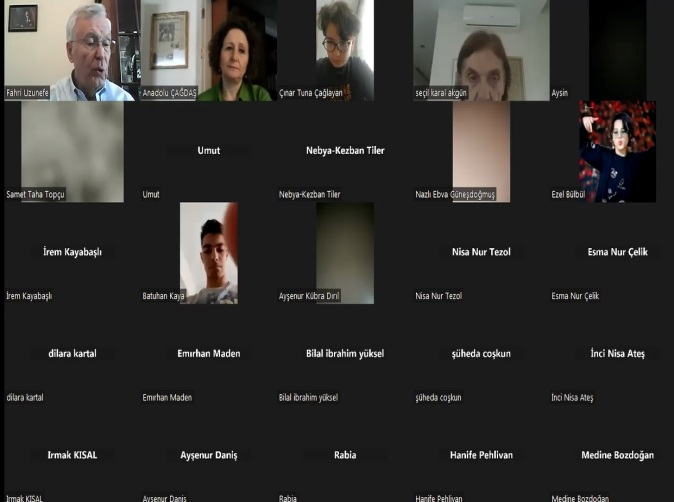 Fahri Uzunefe
Anadolu ÇAĞDAŞ
Çınar Tuna Çağlayan
seçil karal akgün
Aysin
Umut
Nebya-Kezban Tiler
Samet Taha Topçu
Umut
Nebya-Kezban Tiler
Nazlı Ebva Güneşdoğmuş
Ezel Bülbül
İrem Kayabaşlı
Nisa Nur Tezol
Esma Nur Çelik
İrem Kayabaşlı
Batuhan Kaya
Ayşenur Kübra Dırıl
Nisa Nur Tezol
Esma Nur Çelik
dilara kartal
Emırhan Maden
Bilal ibrahim yüksel
şüheda coşkun
İnci Nisa Ateş
dilara kartal
Emırhan Maden
Bilal ibrahim yüksel
şüheda coşkun
İnci Nisa Ateş
Irmak KISAL
Ayşenur Daniş
Rabia
Hanife Pehlivan
Medine Bozdoğan
Irmak KISAL
Ayşenur Daniş
Rabia
Hanife Pehlivan
Medine Bozdoğan